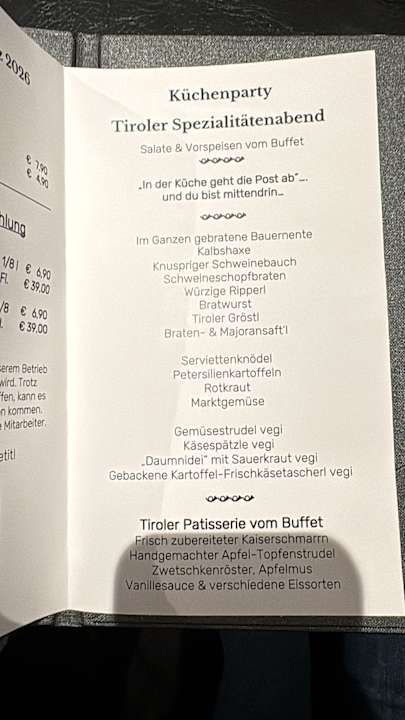 2026
€ 7,90
€ 4,90
hlung
1/8 l € 6,90
Fl. €39,00
/8 € 6,90
l. €39,00
serem Betrieb
wird. Trotz
ffen, kann es
n kommen.
e Mitarbeiter.
etit!
Küchenparty
Tiroler Spezialitätenabend
Salate & Vorspeisen vom Buffet
„In der Küche geht die Post ab“....
und du bist mittendrin...
Im Ganzen gebratene Bauernente
Kalbshaxe
Knuspriger Schweinebauch
Schweineschopfbraten
Würzige Ripperl
Bratwurst
Tiroler Gröstl
Braten- & Majoransaft'l
Serviettenknödel
Petersilienkartoffeln
Rotkraut
Marktgemüse
Gemüsestrudel vegi
Käsespätzle vegi
„Daumnidei“ mit Sauerkraut vegi
Gebackene Kartoffel-Frischkäsetascherl vegi
Tiroler Patisserie vom Buffet
Frisch zubereiteter Kaiserschmarrn
Handgemachter Apfel-Topfenstrudel
Zwetschkenröster, Apfelmus
Vanillesauce & verschiedene Eissorten